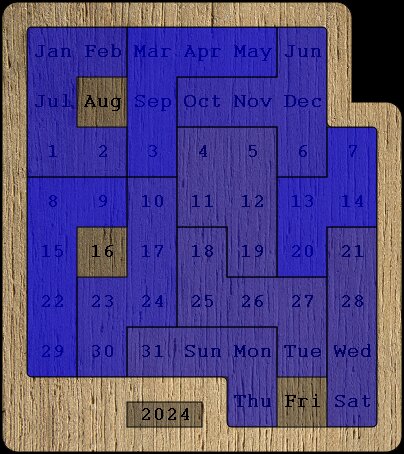 Jan Feb Mar Apr May Jun
Jul Aug Sep Oct Nov Dec
1 2 3 4 5 6 7
8 9 10 11 12 13 14
15 16 17 18 19 20 21
22 23 24 25 26 27 28
29 30 31 Sun Mon Tue Wed
2024 Thu Fri Sat